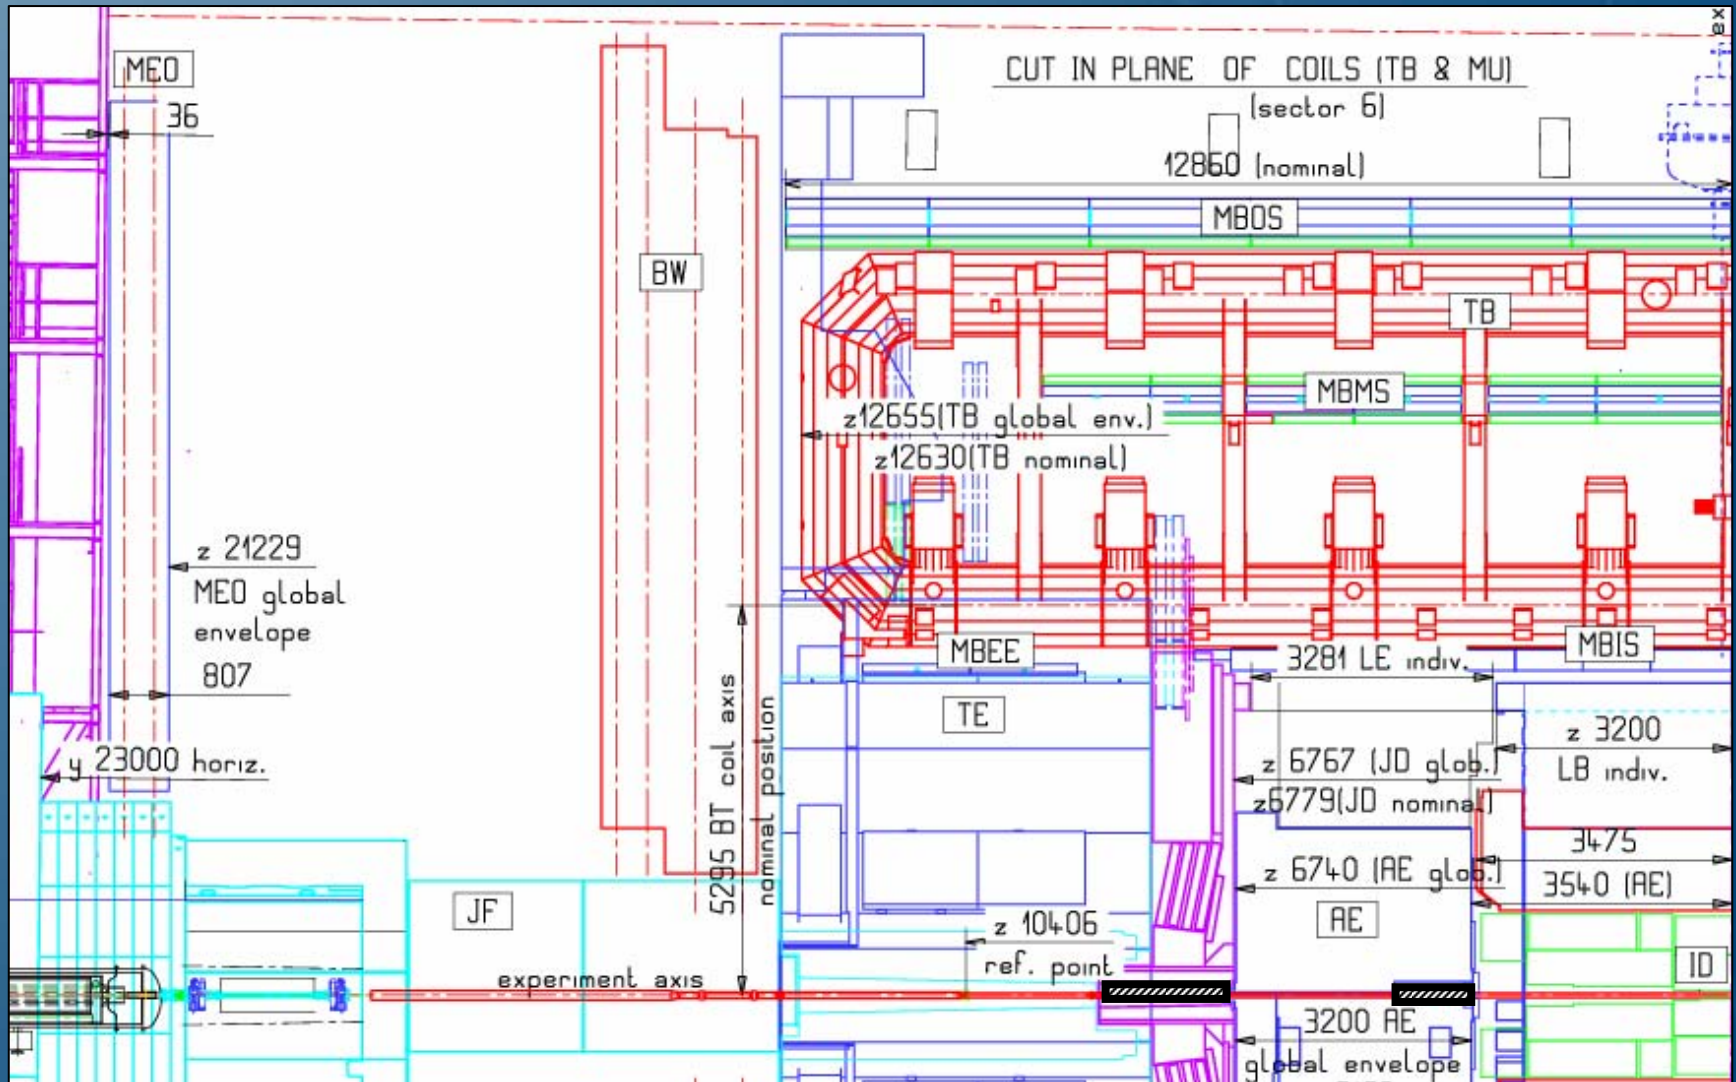 MEO
36
CUT IN PLANE OF COILS (TB & MU)
(sector 6)
ex
12860 (nominal)
MBOS
BW
TB
MBMS
z12655(TB global env.)
z12630(TB nominal)
z 21229
MEO global
envelope
807
y 23000 horiz.
5295 BT coil axis
nominal position
MBEE
TE
3281 LE indiv.
MBIS
z 3200
LB indiv.
z 6767 (JD glob.)
z6779(JD nominal)
3475
z 6740 (AE glob.)
3540 (AE)
JF
AE
z 10406
ref. point
experiment axis
ID
3200 AE
global envelope